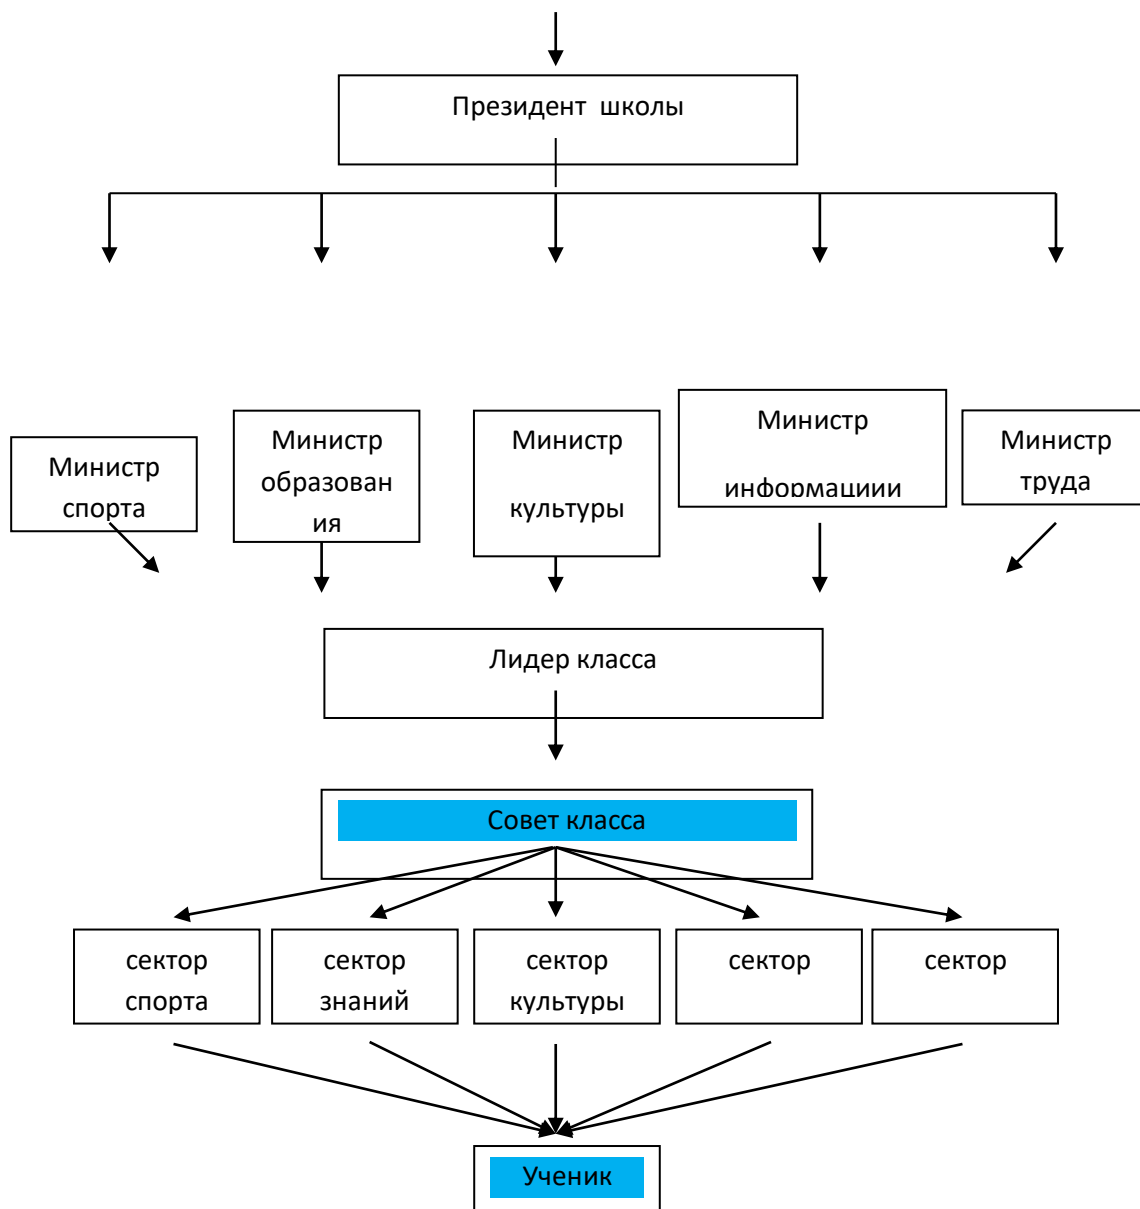 Президент школы
Министр
спорта
Министр
образован
ия
Министр
культуры
Министр
информациии
Министр
труда
Лидер класса
Совет класса
сектор
спорта
сектор
знаний
сектор
культуры
сектор
сектор
Ученик